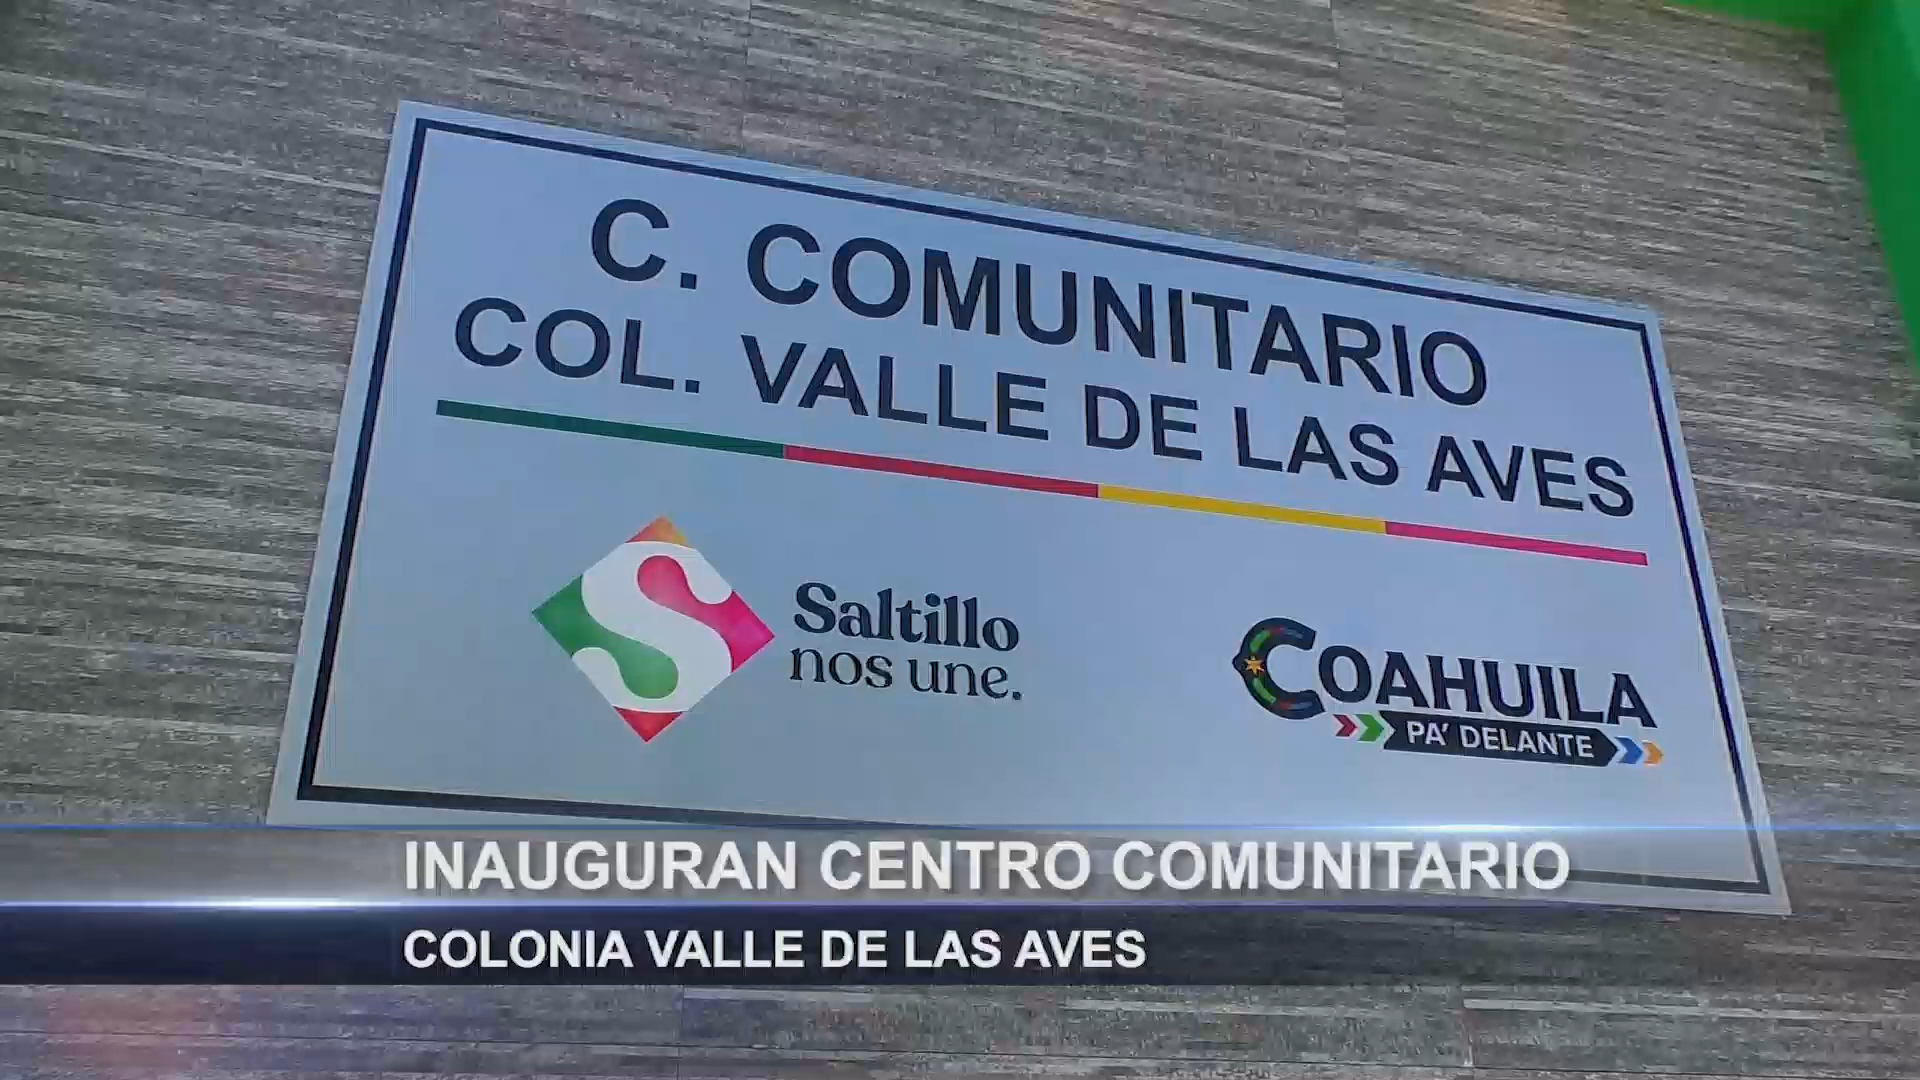 C. COMUNITARIO
COL. VALLE DE LAS AVES
Saltillo
nos une.
COAHUILA
PA' DELANTE
INAUGURAN CENTRO COMUNITARIO
COLONIA VALLE DE LAS AVES